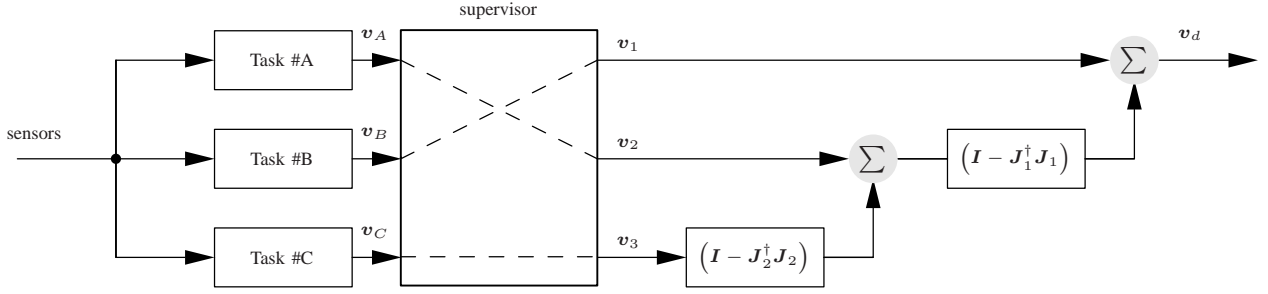 supervisor
sensors
Task #A
Task #B
Task #C
v_A
v_B
v_C
v_1
v_2
v_3
(I − J_2^† J_2)
∑
(I − J_1^† J_1)
∑
v_d